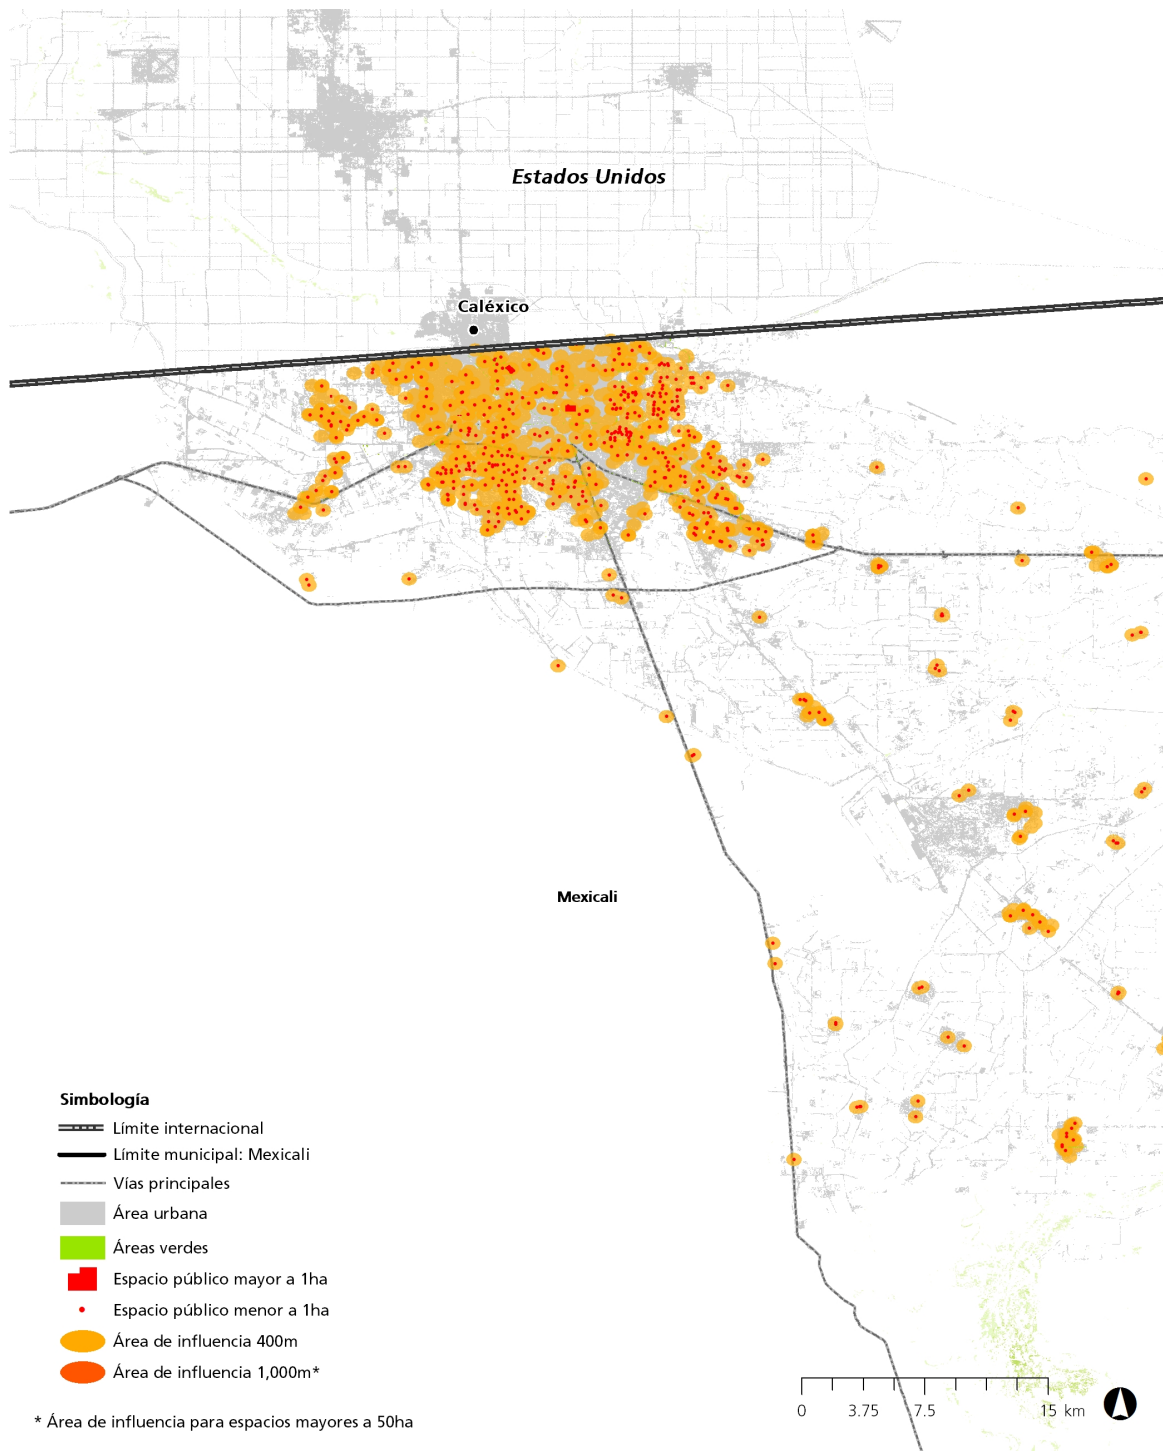 Estados Unidos
Caléxico
Mexicali
Simbología
Límite internacional
Límite municipal: Mexicali
Vías principales
Área urbana
Áreas verdes
Espacio público mayor a 1ha
Espacio público menor a 1ha
Área de influencia 400m
Área de influencia 1,000m*
* Área de influencia para espacios mayores a 50ha
0 3.75 7.5 15 km